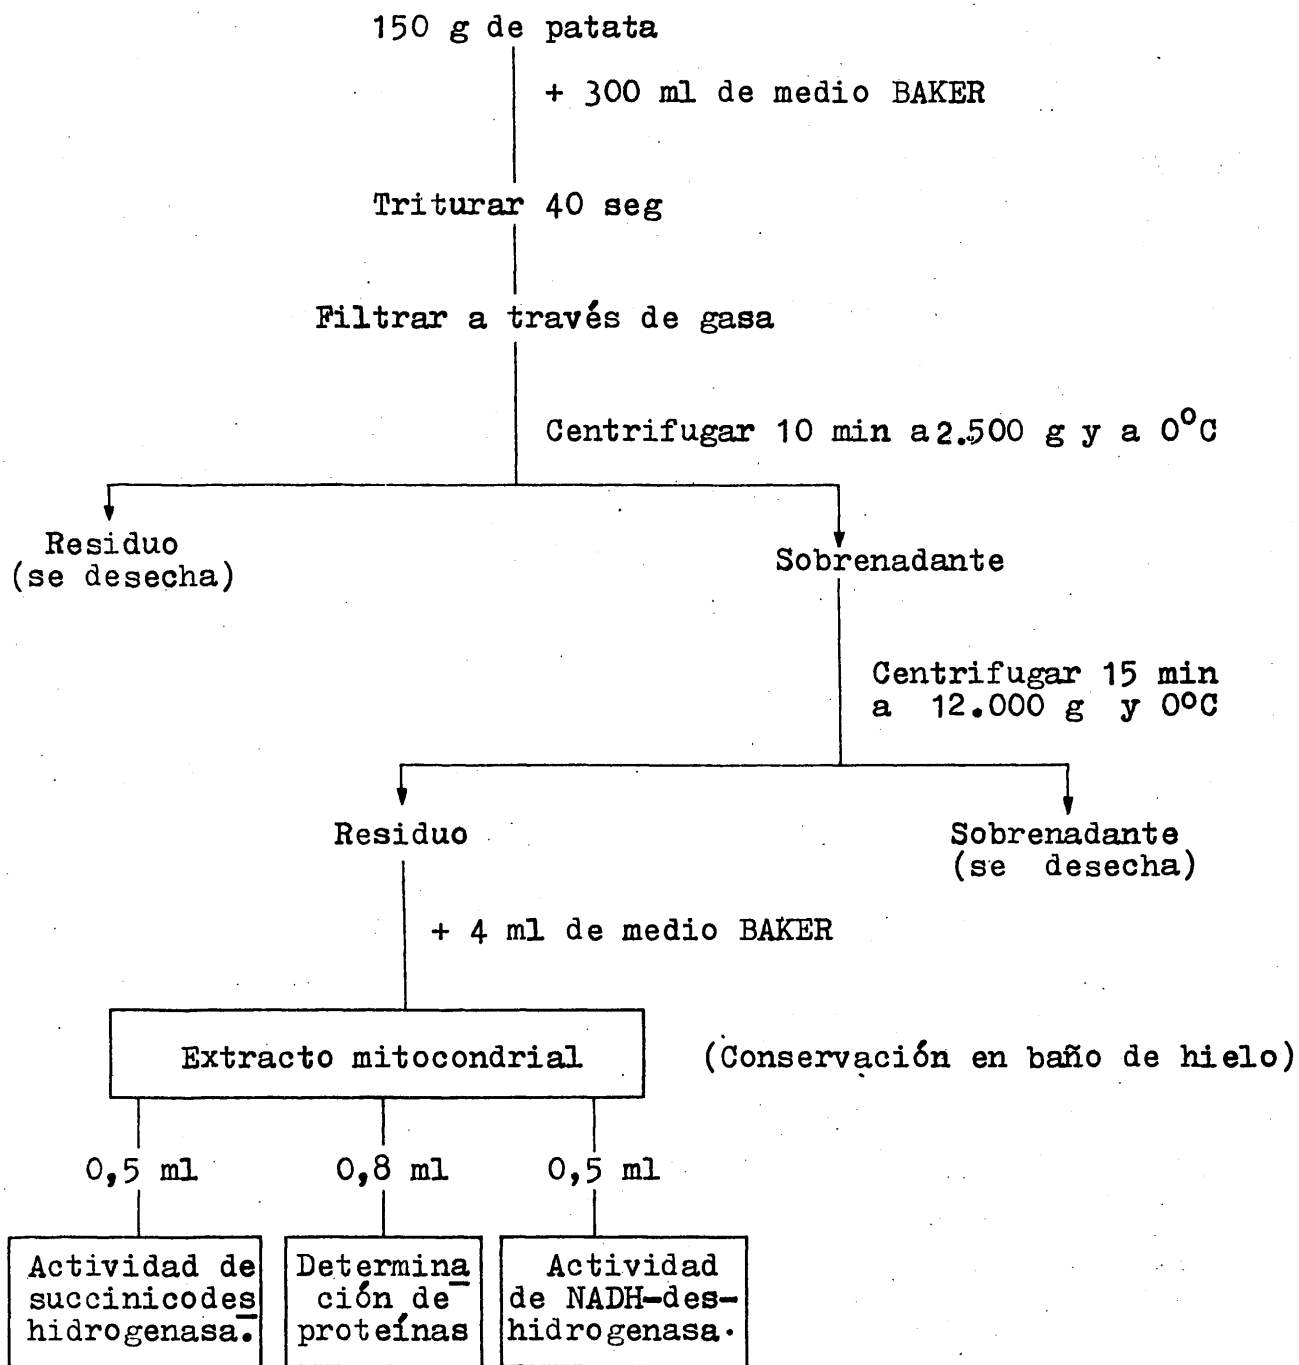 150 g de patata
+ 300 ml de medio BAKER
Triturar 40 seg
Filtrar a través de gasa
Centrifugar 10 min a 2.500 g y a 0ºC
Residuo
(se desecha)
Sobrenadante
Centrifugar 15 min
a 12.000 g y 0ºC
Residuo
Sobrenadante
(se desecha)
+ 4 ml de medio BAKER
Extracto mitocondrial
(Conservación en baño de hielo)
0,5 ml
0,8 ml
0,5 ml
Actividad de
succinicodes
hidrogenasa.
Determina
ción de
proteínas
Actividad
de NADH-des-
hidrogenasa.